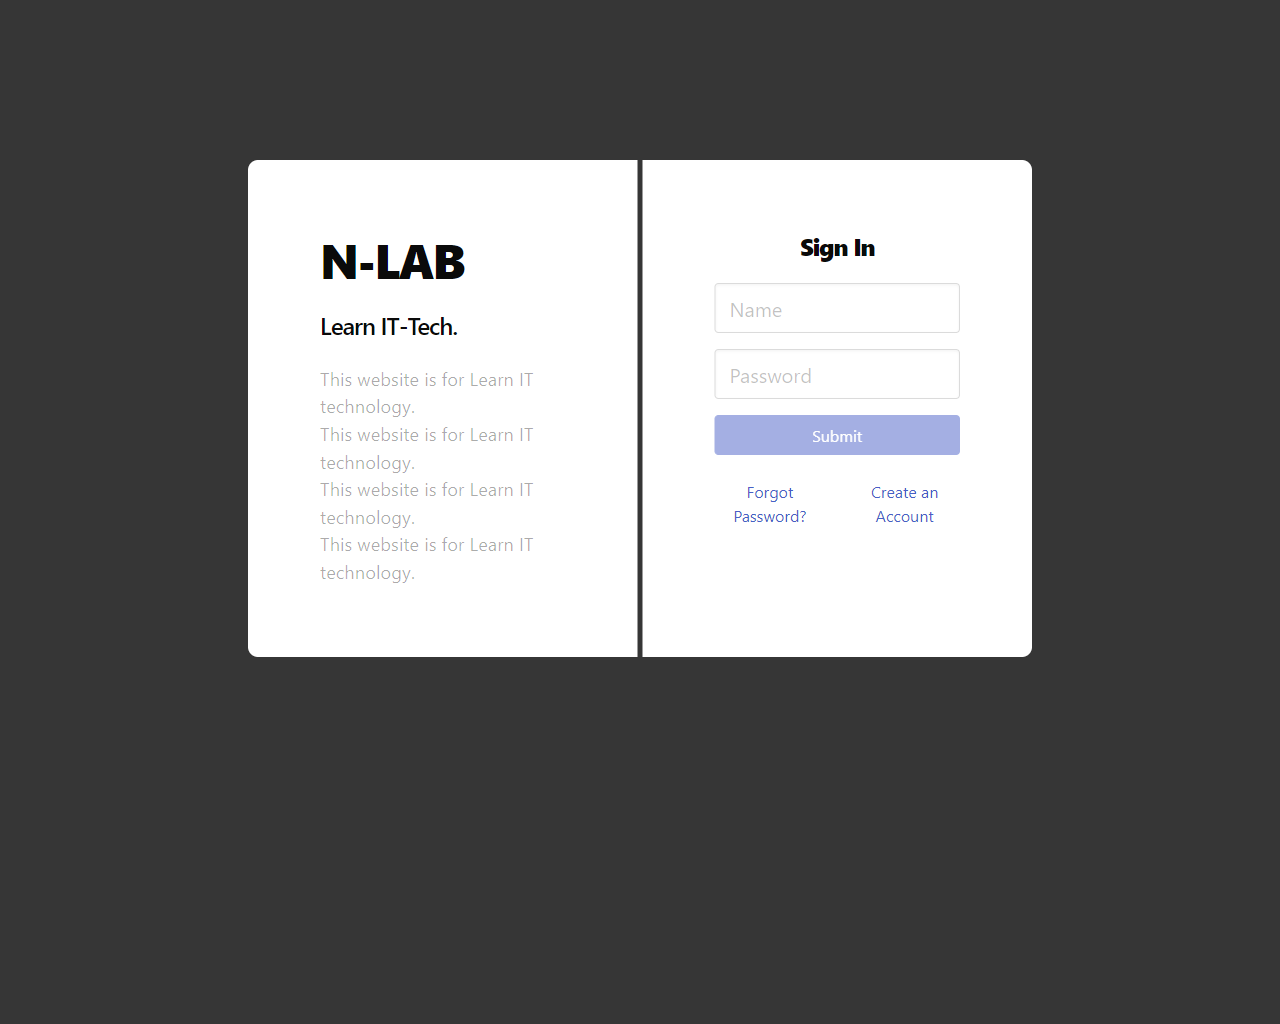 N-LAB
Learn IT-Tech.
This website is for Learn IT
technology.
This website is for Learn IT
technology.
This website is for Learn IT
technology.
This website is for Learn IT
technology.
Sign In
Name
Password
Submit
Forgot
Password?
Create an
Account